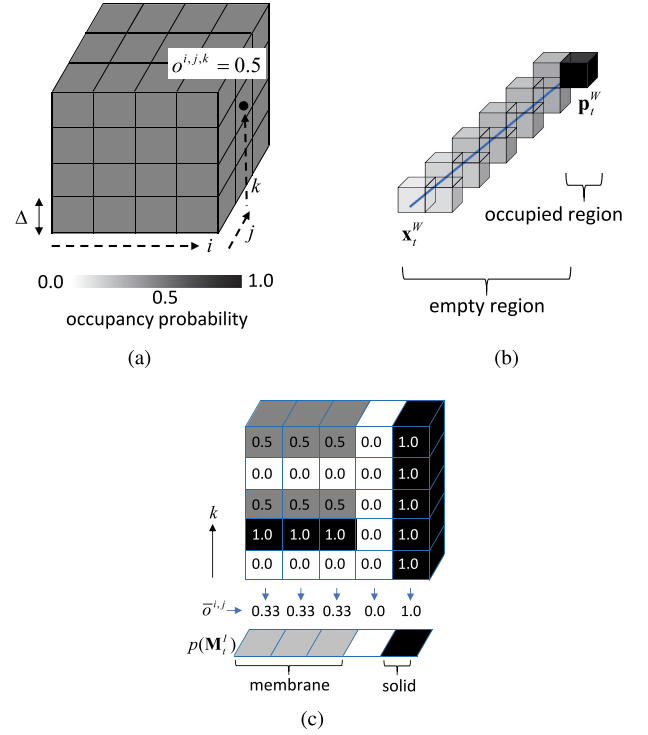 o^{i,j,k} = 0.5
k
Δ
j
i
0.0 1.0
0.5
occupancy probability
(a)
p_t^W
occupied region
x_t^W
empty region
(b)
0.5 0.5 0.5 0.0 1.0
0.0 0.0 0.0 0.0 1.0
0.5 0.5 0.5 0.0 1.0
k
1.0 1.0 1.0 0.0 1.0
0.0 0.0 0.0 0.0 1.0
o̅^{i,j} 0.33 0.33 0.33 0.0 1.0
p(M_t^I)
membrane solid
(c)